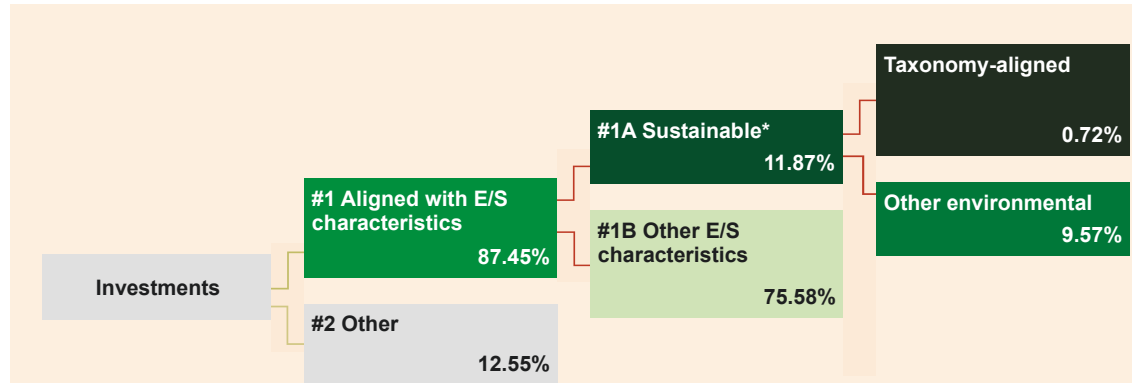 Investments
#1 Aligned with E/S
characteristics
87.45%
#2 Other
12.55%
#1A Sustainable*
11.87%
#1B Other E/S
characteristics
75.58%
Taxonomy-aligned
0.72%
Other environmental
9.57%